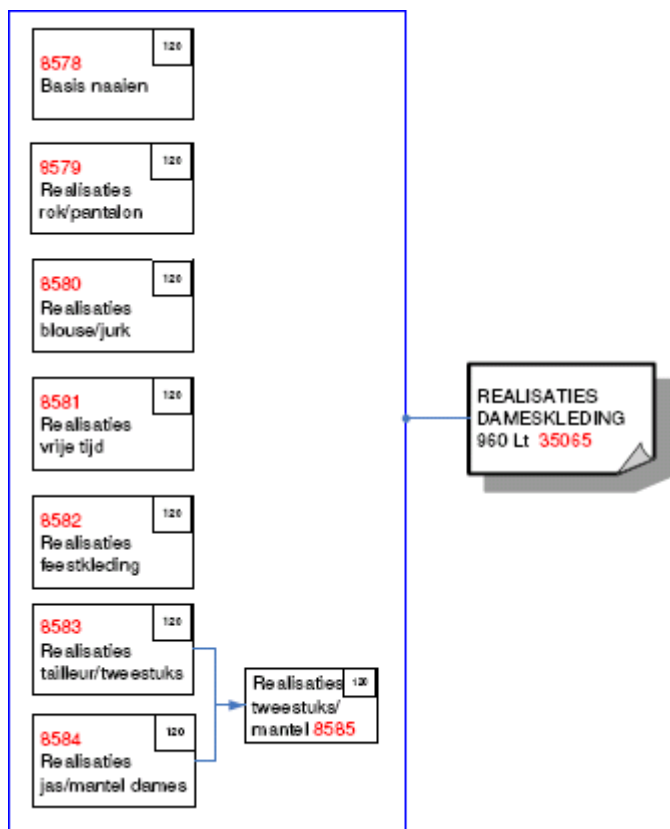 120
8578
Basis naaien
120
8579
Realisaties
rok/pantalon
120
8580
Realisaties
blouse/jurk
120
8581
Realisaties
vrije tijd
120
8582
Realisaties
feestkleding
120
8583
Realisaties
tailleur/tweestuks
120
8584
Realisaties
jas/mantel dames
Realisaties 120
tweestuks/
mantel 8585
REALISATIES
DAMESKLEDING
960 Lt 35065